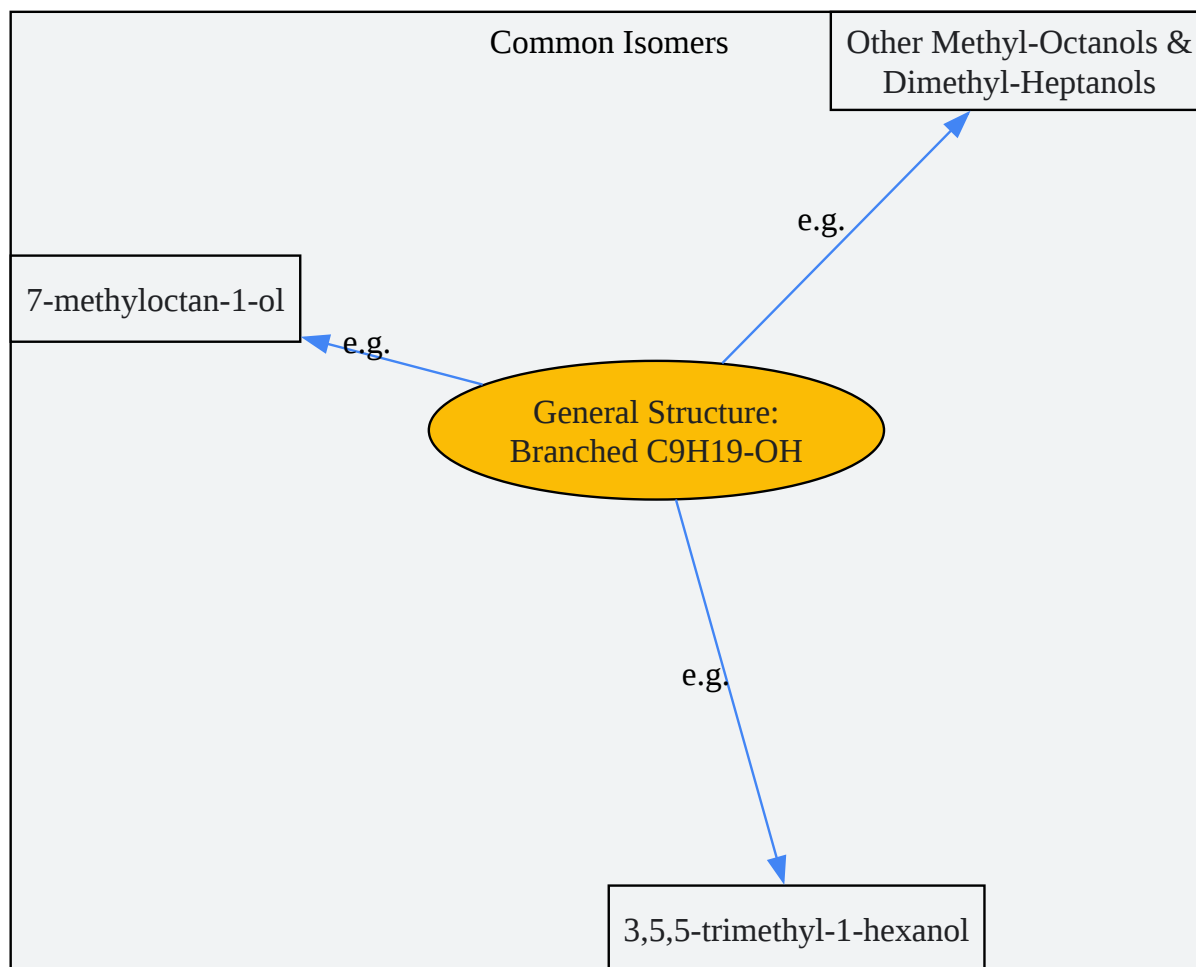 Common Isomers
Other Methyl-Octanols &
Dimethyl-Heptanols
e.g.
7-methyloctan-1-ol
e.g.
General Structure:
Branched C9H19-OH
e.g.
3,5,5-trimethyl-1-hexanol